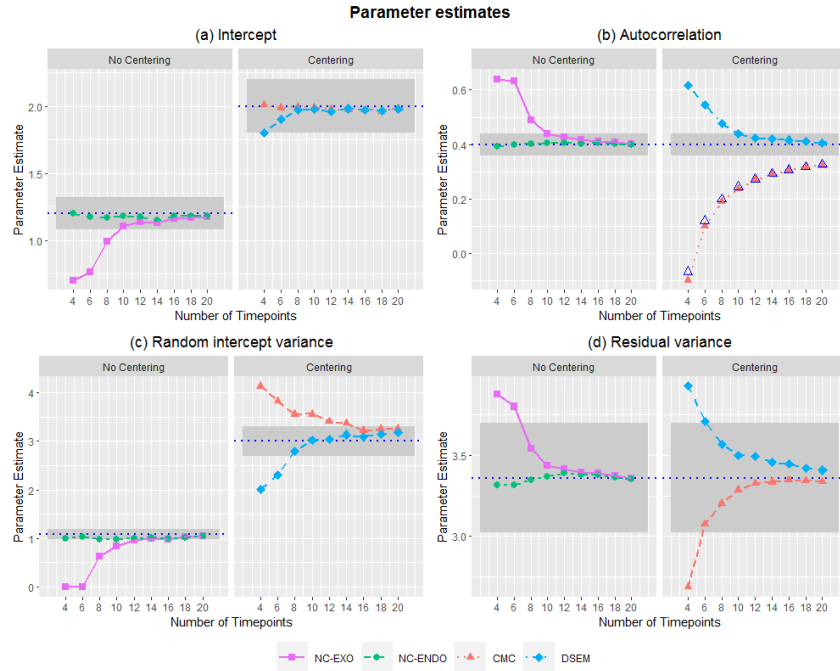 Parameter estimates
(a) Intercept
No Centering
Centering
Parameter Estimate
2.0
1.5
1.0
4 6 8 10 12 14 16 18 20
4 6 8 10 12 14 16 18 20
Number of Timepoints
(b) Autocorrelation
No Centering
Centering
Parameter Estimate
0.6
0.4
0.2
0.0
4 6 8 10 12 14 16 18 20
4 6 8 10 12 14 16 18 20
Number of Timepoints
(c) Random intercept variance
No Centering
Centering
Parameter Estimate
4
3
2
1
0
4 6 8 10 12 14 16 18 20
4 6 8 10 12 14 16 18 20
Number of Timepoints
(d) Residual variance
No Centering
Centering
Parameter Estimate
3.5
3.0
4 6 8 10 12 14 16 18 20
4 6 8 10 12 14 16 18 20
Number of Timepoints
NC-EXO NC-ENDO CMC DSEM